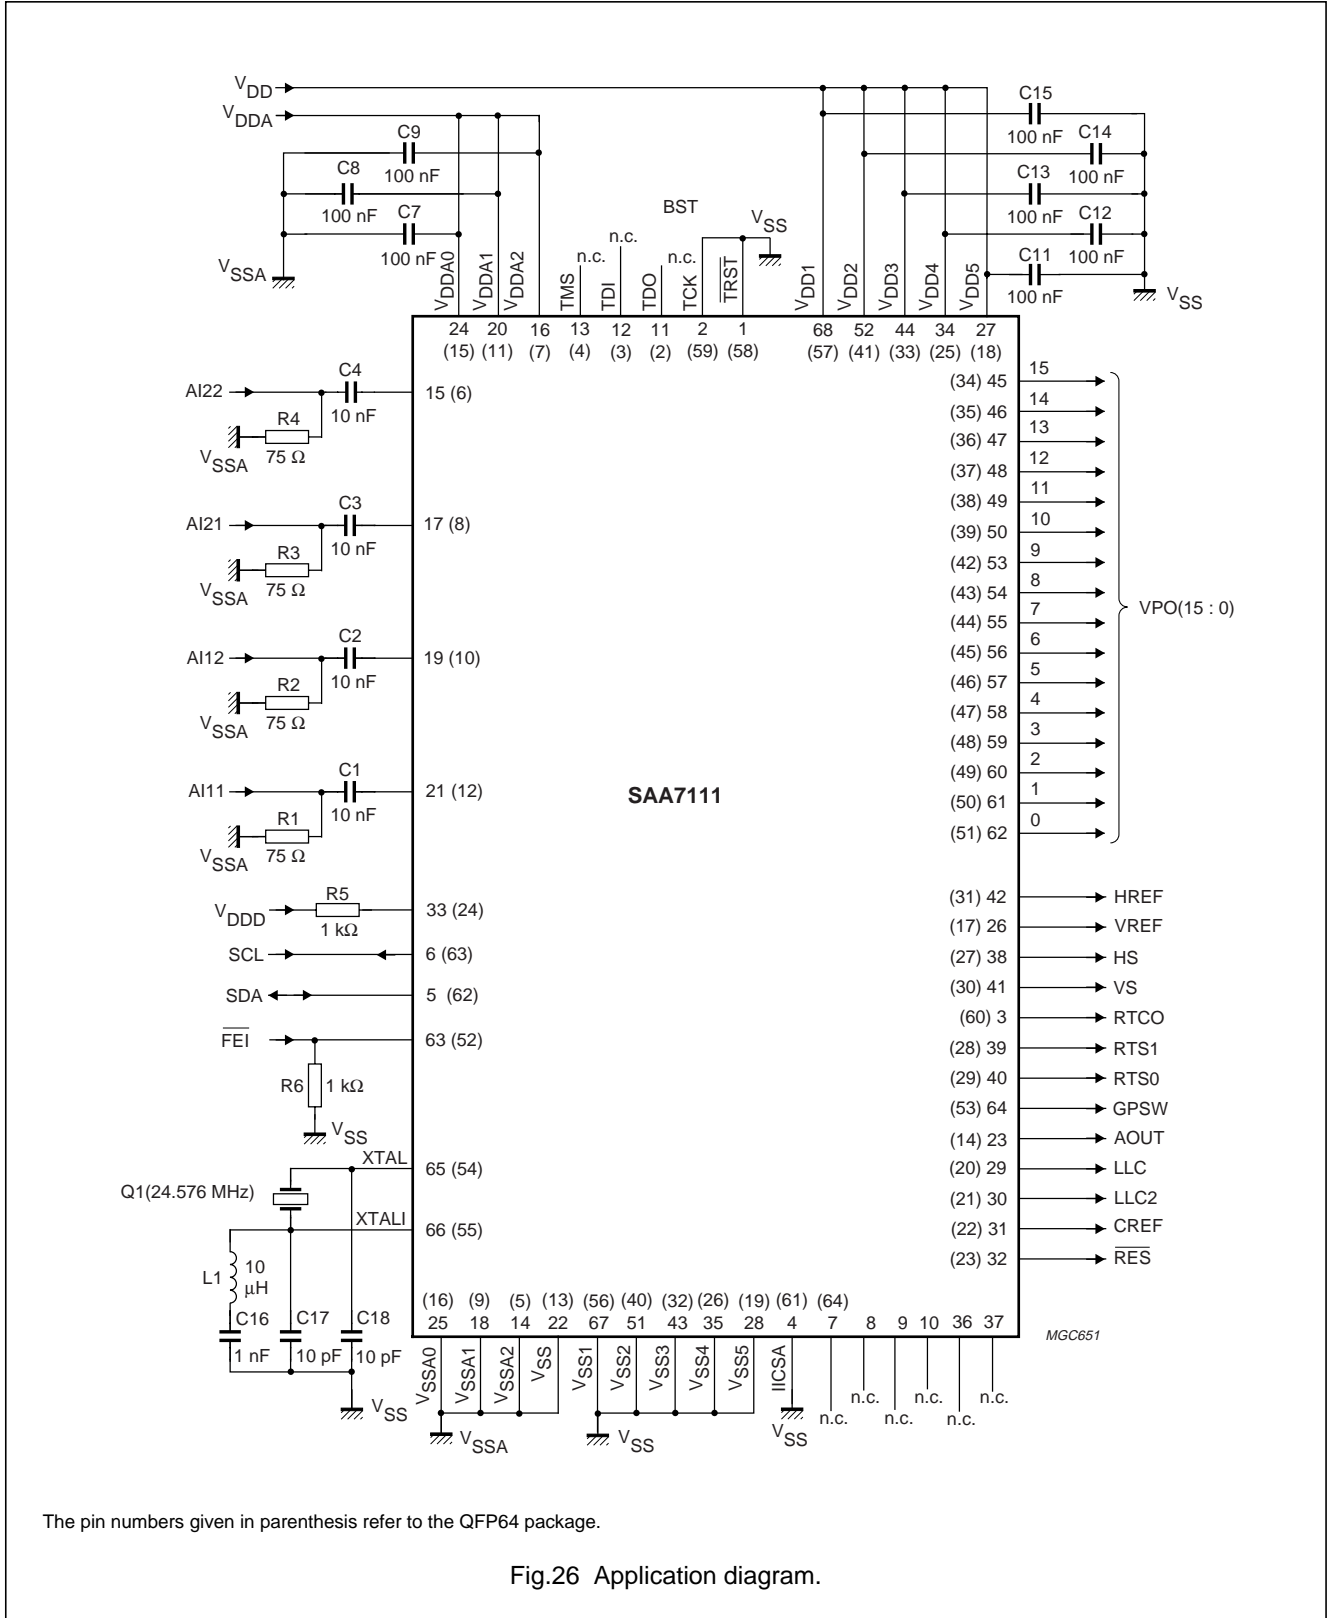 VDD
VDDA
C9
100 nF
C8
100 nF
C7
100 nF
VSSA
C15
100 nF
C14
100 nF
C13
100 nF
C12
100 nF
C11
100 nF
VSS
BST
VSS
n.c.
n.c.
n.c.
VDDA0
VDDA1
VDDA2
TMS
TDI
TDO
TCK
TRST
VDD1
VDD2
VDD3
VDD4
VDD5
24 20 16 13 12 11 2 1 68 52 44 34 27
(15) (11) (7) (4) (3) (2) (59) (58) (57) (41) (33) (25) (18)
AI22
C4
10 nF
R4
75 Ω
VSSA
15 (6)
AI21
C3
10 nF
R3
75 Ω
VSSA
17 (8)
AI12
C2
10 nF
R2
75 Ω
VSSA
19 (10)
AI11
C1
10 nF
R1
75 Ω
VSSA
21 (12)
VDDD
R5
1 kΩ
33 (24)
SCL
6 (63)
SDA
5 (62)
FEI
63 (52)
R6
1 kΩ
VSS
XTAL
65 (54)
Q1(24.576 MHz)
XTALI
66 (55)
L1
10
μH
C16
1 nF
C17
10 pF
C18
10 pF
VSS
SAA7111
(34) 45 15
(35) 46 14
(36) 47 13
(37) 48 12
(38) 49 11
(39) 50 10
(42) 53 9
(43) 54 8
(44) 55 7
(45) 56 6
(46) 57 5
(47) 58 4
(48) 59 3
(49) 60 2
(50) 61 1
(51) 62 0
VPO(15 : 0)
(31) 42 HREF
(17) 26 VREF
(27) 38 HS
(30) 41 VS
(60) 3 RTCO
(28) 39 RTS1
(29) 40 RTS0
(53) 64 GPSW
(14) 23 AOUT
(20) 29 LLC
(21) 30 LLC2
(22) 31 CREF
(23) 32 RES
(16) (9) (5) (13) (56) (40) (32) (26) (19) (61) (64)
25 18 14 22 67 51 43 35 28 4 7 8 9 10 36 37
VSSA0
VSSA1
VSSA2
VSS
VSS1
VSS2
VSS3
VSS4
VSS5
IICSA
VSSA
VSS
VSS
n.c.
n.c.
n.c.
n.c.
n.c.
n.c.
MGC651
The pin numbers given in parenthesis refer to the QFP64 package.
Fig.26 Application diagram.